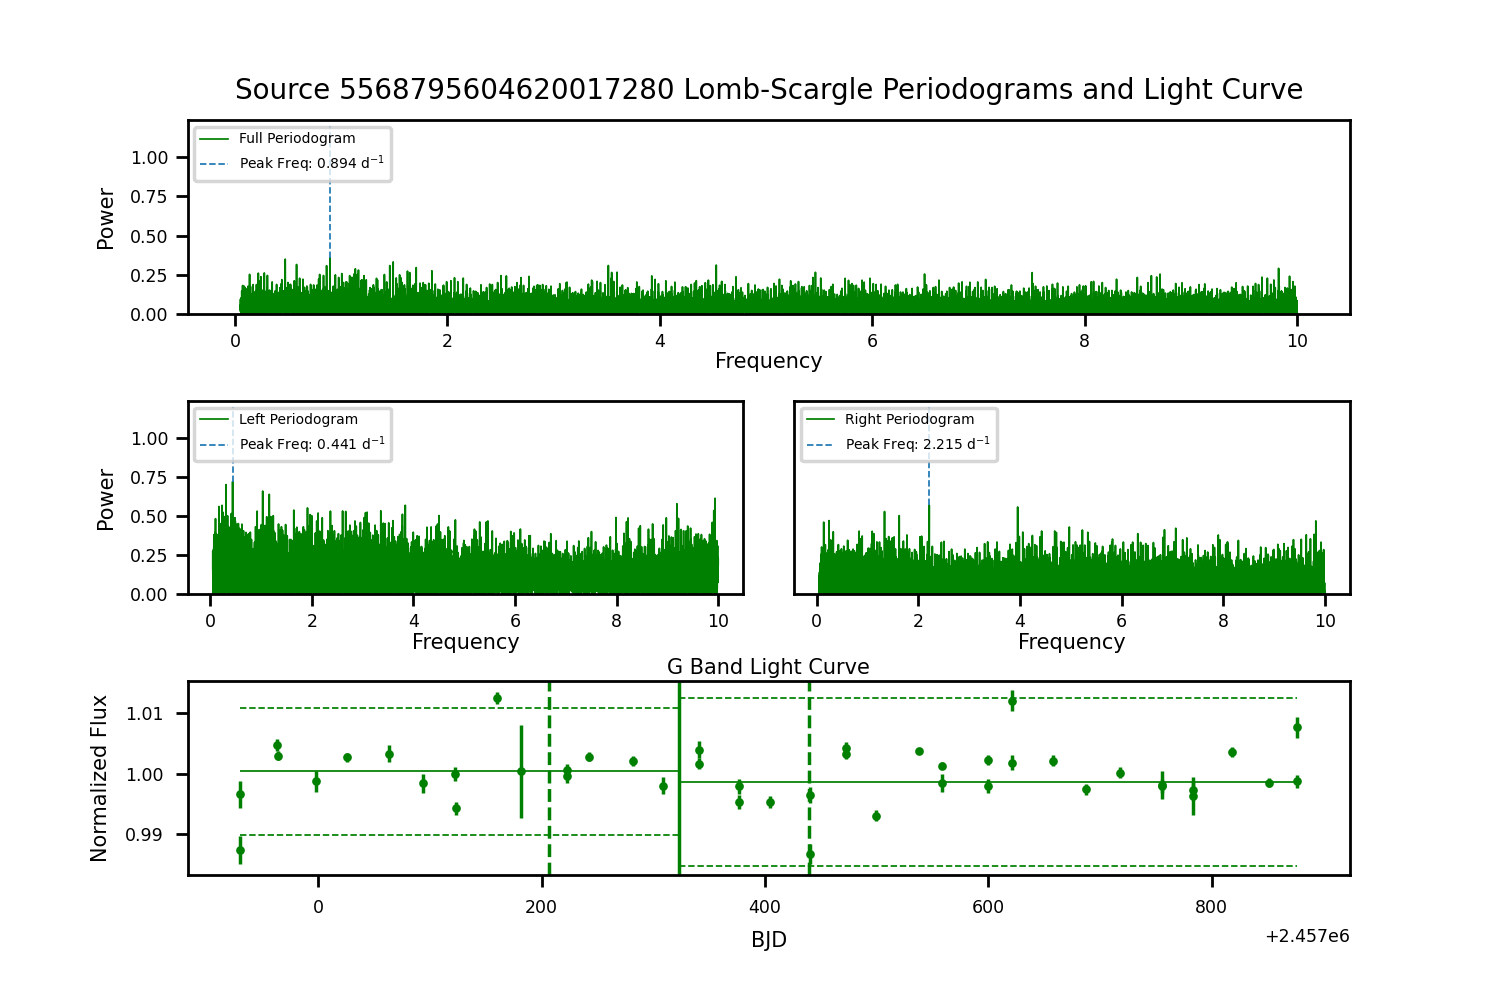 Source 5568795604620017280 Lomb-Scargle Periodograms and Light Curve
Full Periodogram
Peak Freq: 0.894 d⁻¹
Power
1.00
0.75
0.50
0.25
0.00
0 2 4 6 8 10
Frequency
Left Periodogram
Peak Freq: 0.441 d⁻¹
Power
1.00
0.75
0.50
0.25
0.00
0 2 4 6 8 10
Frequency
Right Periodogram
Peak Freq: 2.215 d⁻¹
0 2 4 6 8 10
Frequency
G Band Light Curve
Normalized Flux
1.01
1.00
0.99
0 200 400 600 800
BJD
+2.457e6